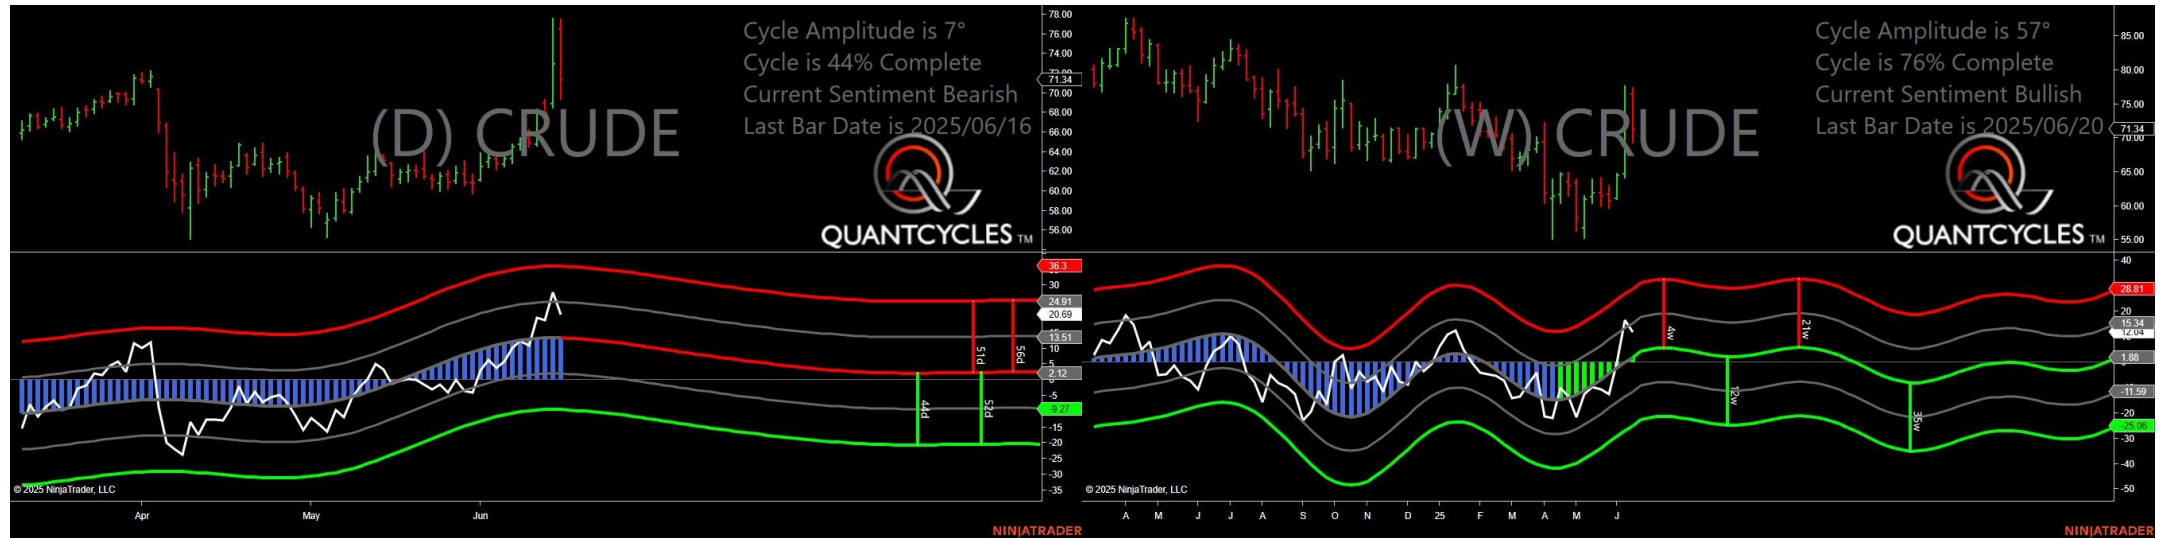 Cycle Amplitude is 7°
Cycle is 44% Complete
Current Sentiment Bearish
Last Bar Date is 2025/06/16
(D) CRUDE
QUANTCYCLES TM
78.00
76.00
74.00
71.34
70.00
68.00
66.00
64.00
62.00
60.00
58.00
56.00
36.3
30
24.91
20.69
13.51
10
5
2.12
-5
-9.27
-15
-20
-25
-30
-35
51d
56d
44d
52d
© 2025 NinjaTrader, LLC
Apr
May
Jun
NINJATRADER
Cycle Amplitude is 57°
Cycle is 76% Complete
Current Sentiment Bullish
Last Bar Date is 2025/06/20
(W) CRUDE
QUANTCYCLES TM
85.00
80.00
75.00
71.34
70.00
65.00
60.00
55.00
40
28.81
20
15.34
12.04
1.88
-11.59
-20
-25.06
-30
-40
-50
4w
21w
12w
35w
© 2025 NinjaTrader, LLC
A
M
J
J
A
S
O
N
D
25
F
M
A
M
J
NINJATRADER